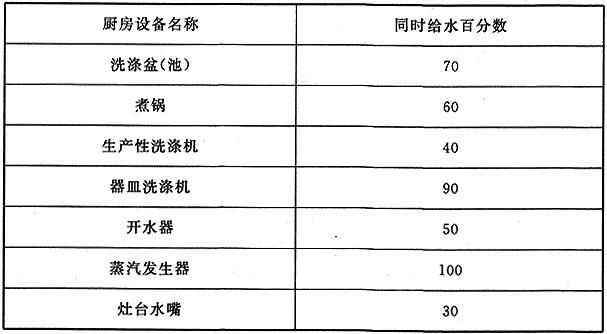 厨房设备名称 同时给水百分数
洗涤盆(池) 70
煮锅 60
生产性洗涤机 40
器皿洗涤机 90
开水器 50
蒸汽发生器 100
灶台水嘴 30